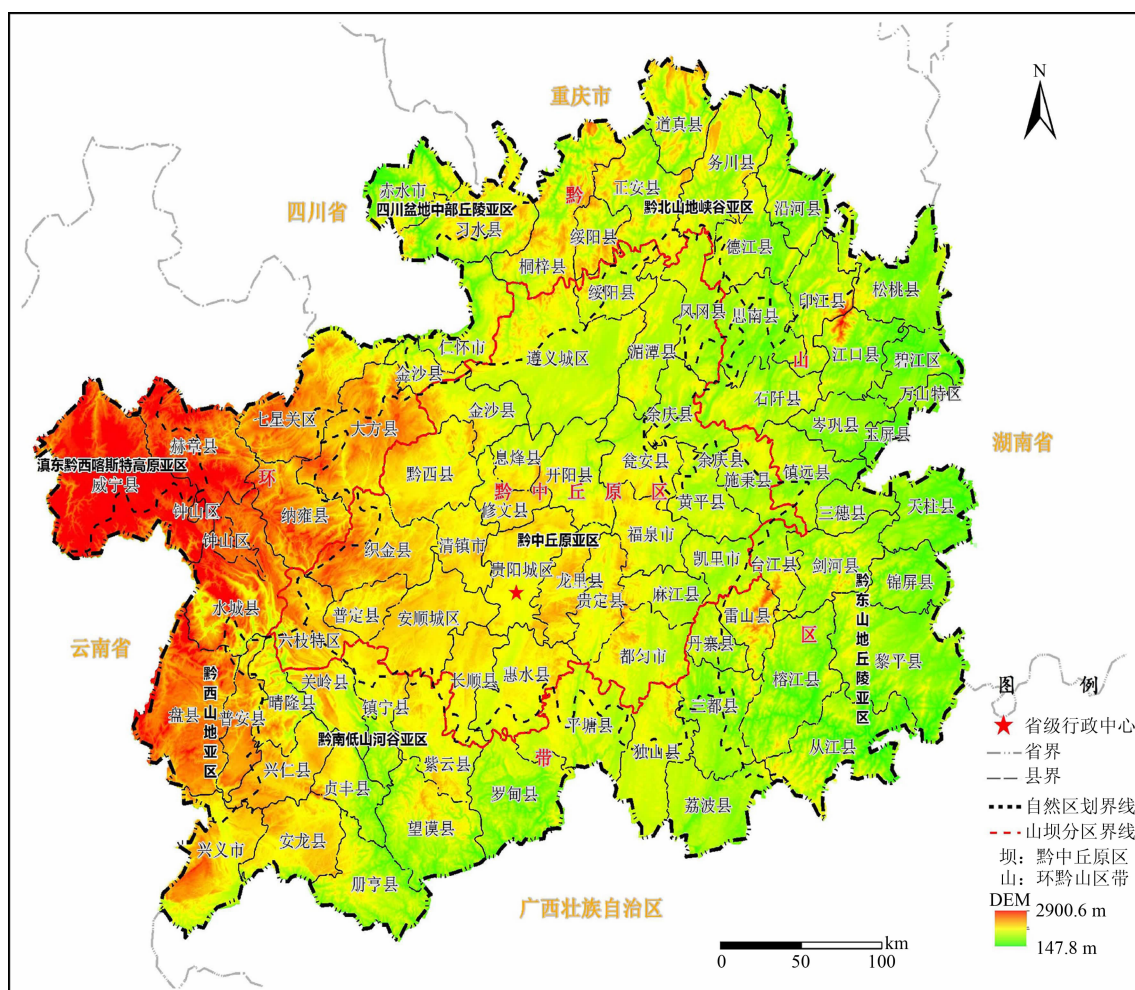 N
重庆市
道真县
务川县
正安县
黔
赤水市
四川省
四川盆地中部丘陵亚区
黔北山地峡谷亚区
沿河县
习水县
绥阳县
德江县
桐梓县
绥阳县
印江县
松桃县
凤冈县
思南县
仁怀市
遵义城区
湄潭县
山
江口县
碧江区
金沙县
万山特区
石阡县
金沙县
余庆县
岑巩县
玉屏县
七星关区
大方县
赫章县
湖南省
息烽县
瓮安县
余庆县
滇东黔西喀斯特高原亚区
环
黔西县
开阳县
镇远县
威宁县
黔中丘原区
施秉县
天柱县
钟山区
纳雍县
修文县
黄平县
三穗县
福泉市
钟山区
织金县
清镇市
黔中丘原亚区
凯里市
台江县
剑河县
锦屏县
贵阳城区
龙里县
贵定县
麻江县
水城县
普定县
安顺城区
雷山县
黔东山地丘陵亚区
云南省
六枝特区
丹寨县
区
都匀市
黎平县
关岭县
长顺县
惠水县
榕江县
黔西山地亚区
晴隆县
镇宁县
三都县
盘县
普安县
平塘县
黔南低山河谷亚区
独山县
从江县
带
紫云县
兴仁县
贞丰县
罗甸县
荔波县
望谟县
安龙县
兴义市
册亨县
广西壮族自治区
图 例
省级行政中心
省界
县界
自然区划界线
山坝分区界线
坝：黔中丘原区
山：环黔山区带
DEM
2900.6 m
147.8 m
km
0 50 100